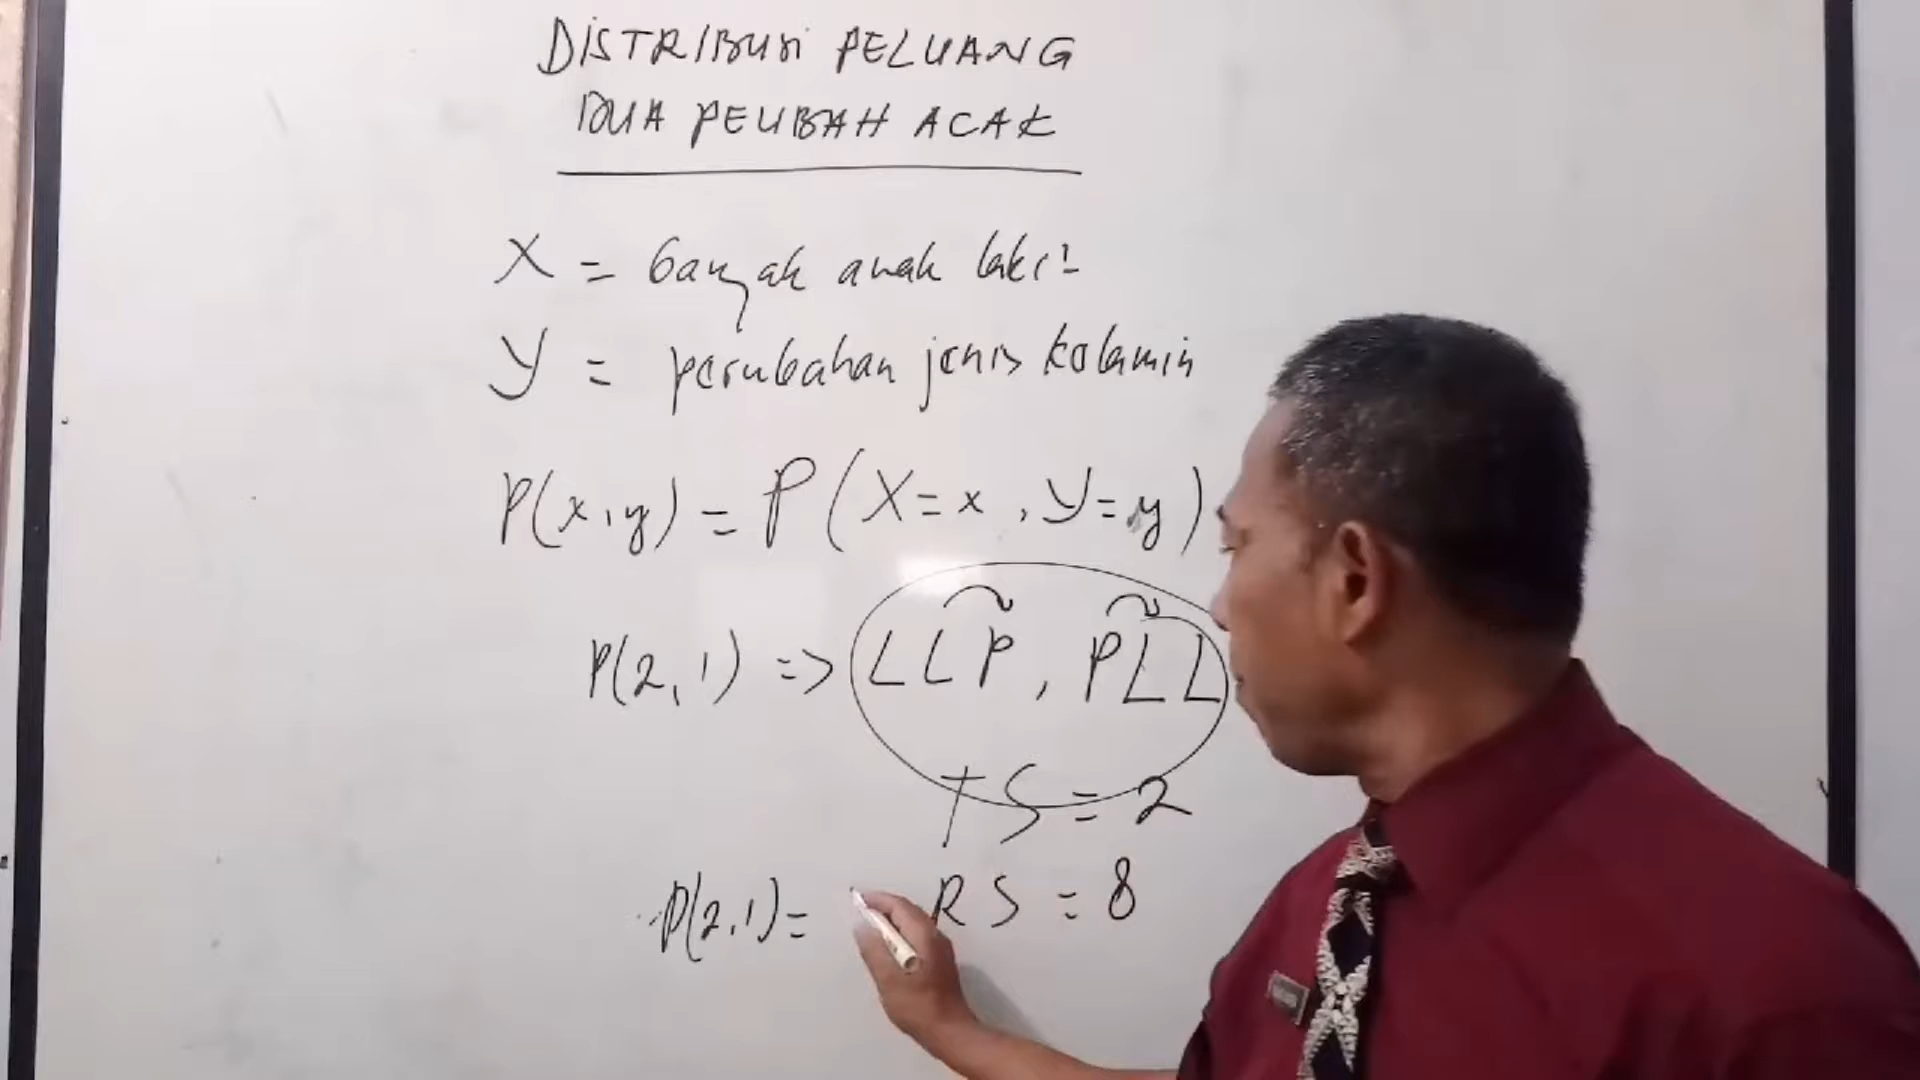 DISTRIBUSI PELUANG
DUA PEUBAH ACAK
X = banyak anak laki²
Y = perubahan jenis kelamin
P(x,y) = P(X=x, Y=y)
P(2,1) => LLP, PLL
TS = 2
RS = 8
P(2,1) =